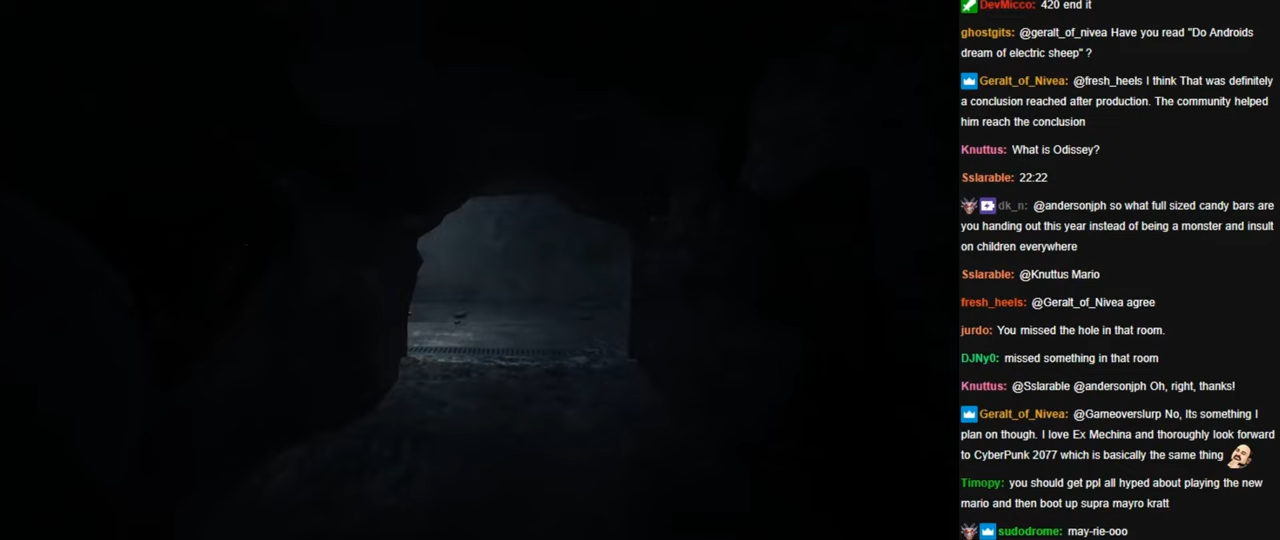 DevMicco: 420 end it
ghostgits: @geralt_of_nivea Have you read "Do Androids
dream of electric sheep" ?
Geralt_of_Nivea: @fresh_heels I think That was definitely
a conclusion reached after production. The community helped
him reach the conclusion
Knuttus: What is Odissey?
Sslarable: 22:22
dk_n: @andersonjph so what full sized candy bars are
you handing out this year instead of being a monster and insult
on children everywhere
Sslarable: @Knuttus Mario
fresh_heels: @Geralt_of_Nivea agree
jurdo: You missed the hole in that room.
DJNy0: missed something in that room
Knuttus: @Sslarable @andersonjph Oh, right, thanks!
Geralt_of_Nivea: @Gameoverslurp No, Its something I
plan on though. I love Ex Mechina and thoroughly look forward
to CyberPunk 2077 which is basically the same thing
Timopy: you should get ppl all hyped about playing the new
mario and then boot up supra mayro kratt
sudodrome: may-rie-ooo